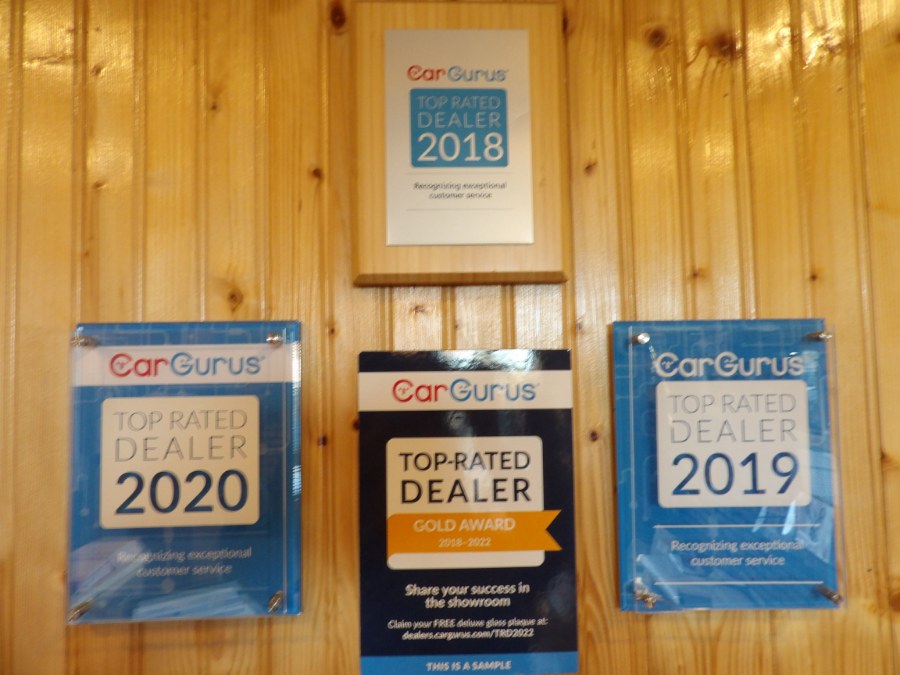 CarGurus
TOP RATED
DEALER
2018
Recognizing exceptional
customer service
CarGurus
TOP RATED
DEALER
2020
Recognizing exceptional
customer service
CarGurus
TOP-RATED
DEALER
GOLD AWARD
2018–2022
Share your success in
the showroom
Claim your FREE deluxe glass plaque at:
dealers.cargurus.com/TRD2022
THIS IS A SAMPLE
CarGurus
TOP RATED
DEALER
2019
Recognizing exceptional
customer service